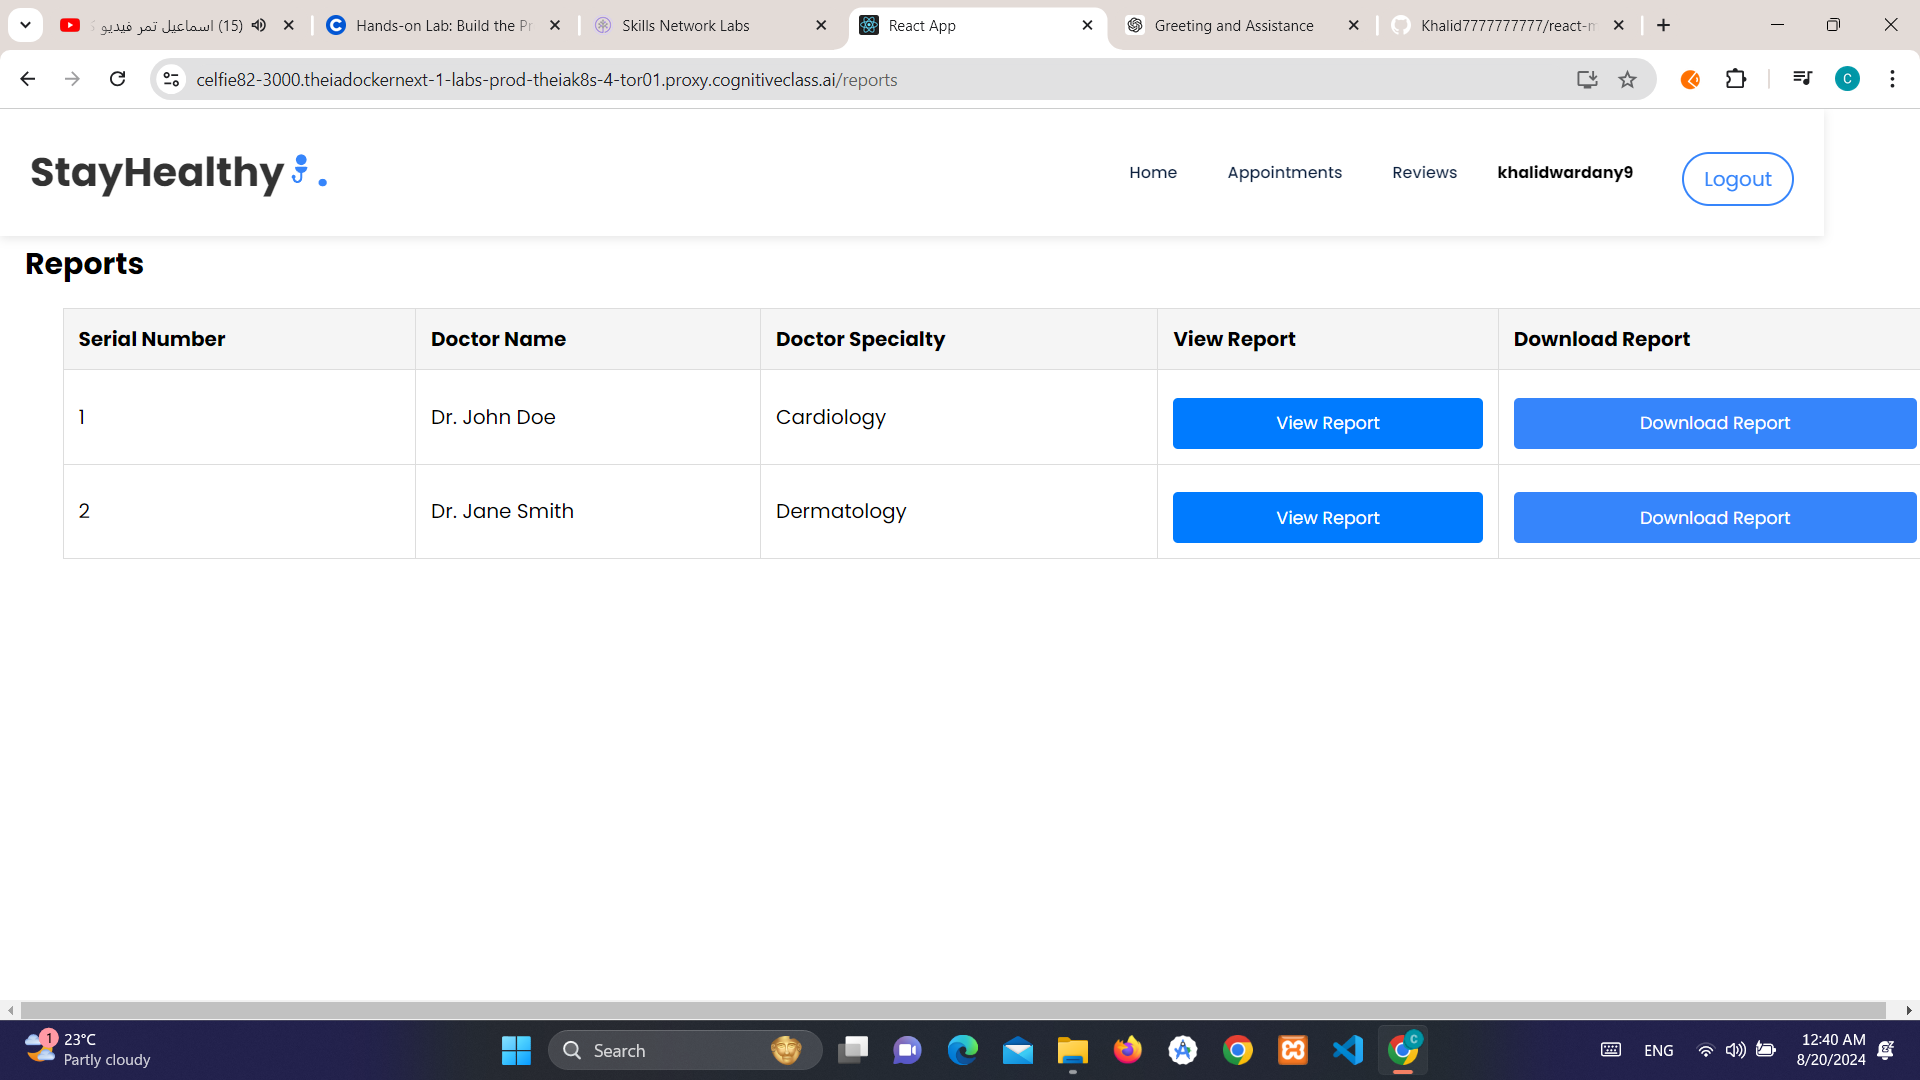 (15) اسماعيل تمر فيديو
Hands-on Lab: Build the Pr
Skills Network Labs
React App
Greeting and Assistance
Khalid7777777777/react-m
celfie82-3000.theiadockernext-1-labs-prod-theiak8s-4-tor01.proxy.cognitiveclass.ai/reports
C
StayHealthy.
Home
Appointments
Reviews
khalidwardany9
Logout
Reports
Serial Number Doctor Name Doctor Specialty View Report Download Report
1 Dr. John Doe Cardiology View Report Download Report
2 Dr. Jane Smith Dermatology View Report Download Report
1
23°C
Partly cloudy
Search
C
ENG
12:40 AM
8/20/2024